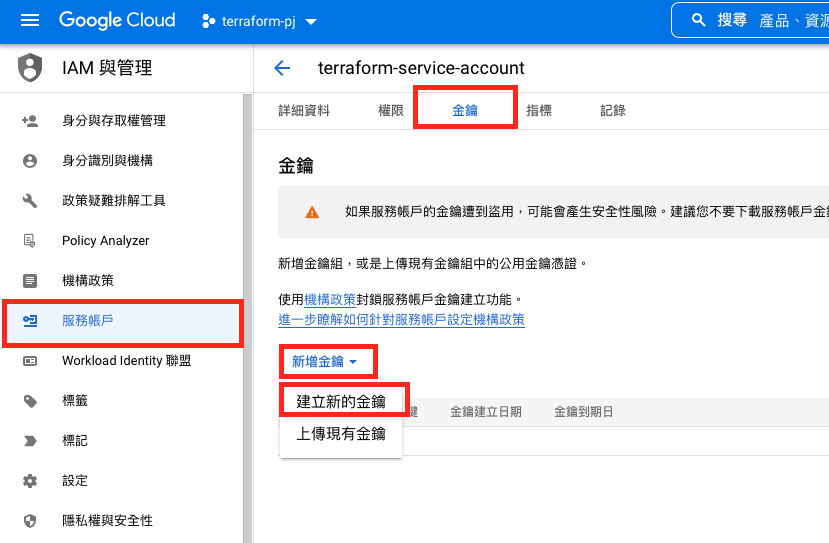 Google Cloud
terraform-pj
搜尋 產品、資源
IAM 與管理
terraform-service-account
身分與存取權管理
身分識別與機構
政策疑難排解工具
Policy Analyzer
機構政策
服務帳戶
Workload Identity 聯盟
標籤
標記
設定
隱私權與安全性
詳細資料 權限 金鑰 指標 記錄
金鑰
如果服務帳戶的金鑰遭到盜用，可能會產生安全性風險。建議您不要下載服務帳戶金鑰
新增金鑰組，或是上傳現有金鑰組中的公用金鑰憑證。
使用機構政策封鎖服務帳戶金鑰建立功能。
進一步瞭解如何針對服務帳戶設定機構政策
新增金鑰
建立新的金鑰
上傳現有金鑰
鍵 金鑰建立日期 金鑰到期日